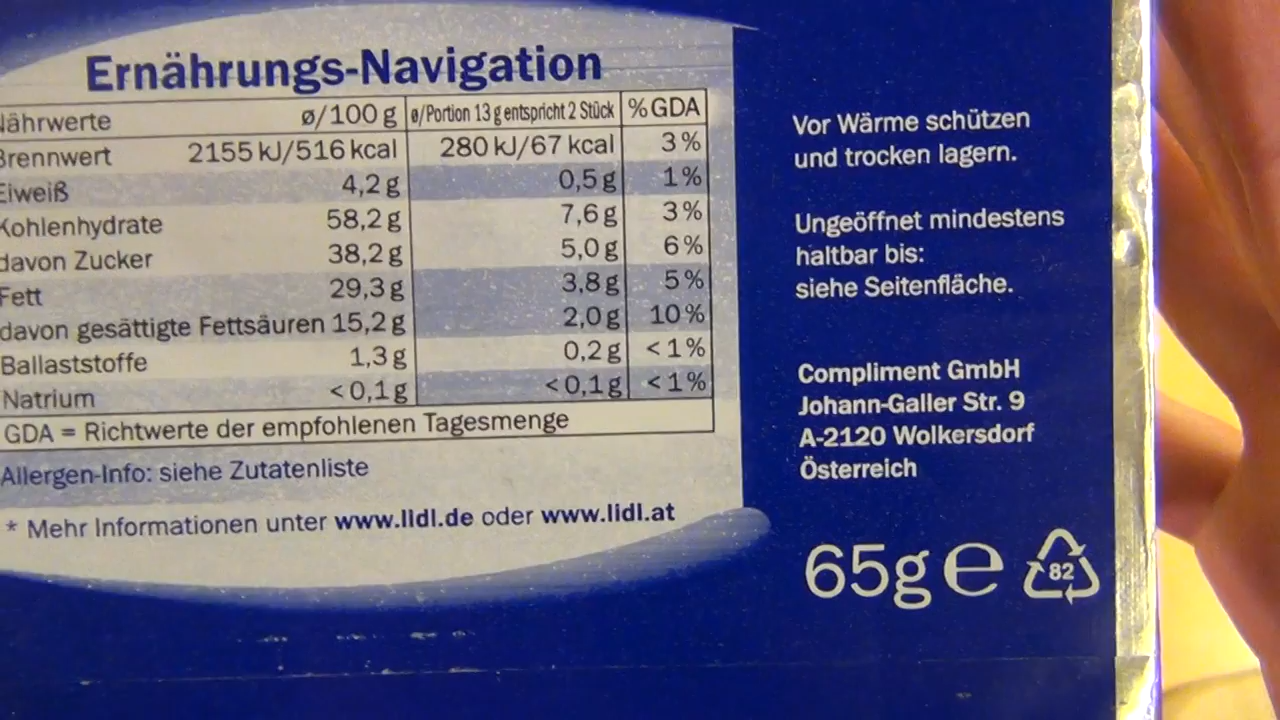 Ernährungs-Navigation
Nährwerte ø/100 g ø/Portion 13 g entspricht 2 Stück % GDA
Brennwert 2155 kJ/516 kcal 280 kJ/67 kcal 3 %
Eiweiß 4,2 g 0,5 g 1 %
Kohlenhydrate 58,2 g 7,6 g 3 %
davon Zucker 38,2 g 5,0 g 6 %
Fett 29,3 g 3,8 g 5 %
davon gesättigte Fettsäuren 15,2 g 2,0 g 10 %
Ballaststoffe 1,3 g 0,2 g <1%
Natrium <0,1 g <0,1 g <1%
GDA = Richtwerte der empfohlenen Tagesmenge
Allergen-Info: siehe Zutatenliste
* Mehr Informationen unter www.lidl.de oder www.lidl.at
Vor Wärme schützen
und trocken lagern.
Ungeöffnet mindestens
haltbar bis:
siehe Seitenfläche.
Compliment GmbH
Johann-Galler Str. 9
A-2120 Wolkersdorf
Österreich
65g e 82